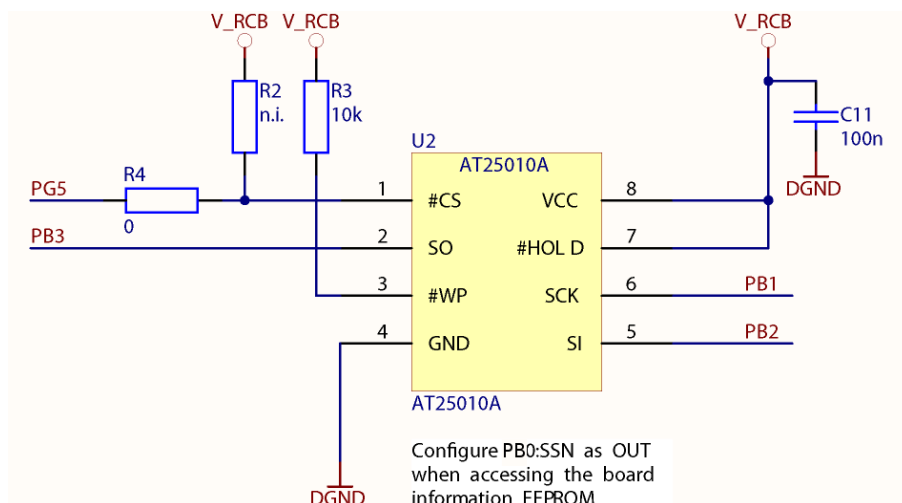 V_RCB
V_RCB
V_RCB
R2
n.i.
R3
10k
C11
100n
DGND
U2
AT25010A
PG5
R4
0
1
#CS
VCC
8
PB3
2
SO
#HOL D
7
3
#WP
SCK
6
PB1
4
GND
SI
5
PB2
AT25010A
Configure PB0:SSN as OUT
when accessing the board
information EEPROM
DGND